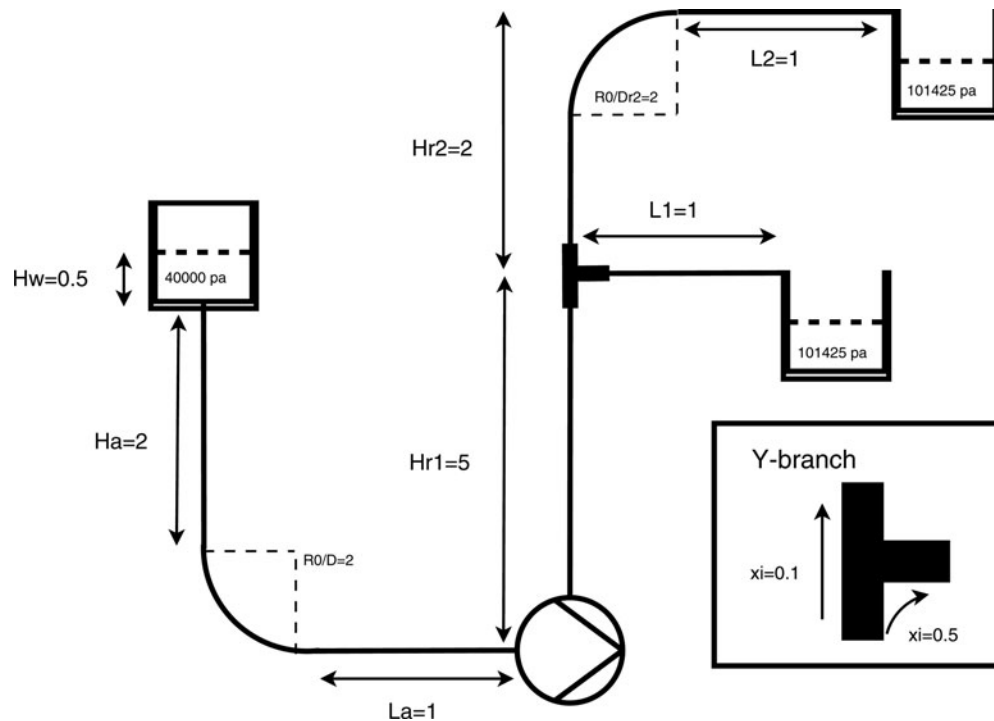 L2=1
101425 pa
R0/Dr2=2
Hr2=2
L1=1
Hw=0.5
40000 pa
101425 pa
Ha=2
Hr1=5
Y-branch
R0/D=2
xi=0.1
xi=0.5
La=1